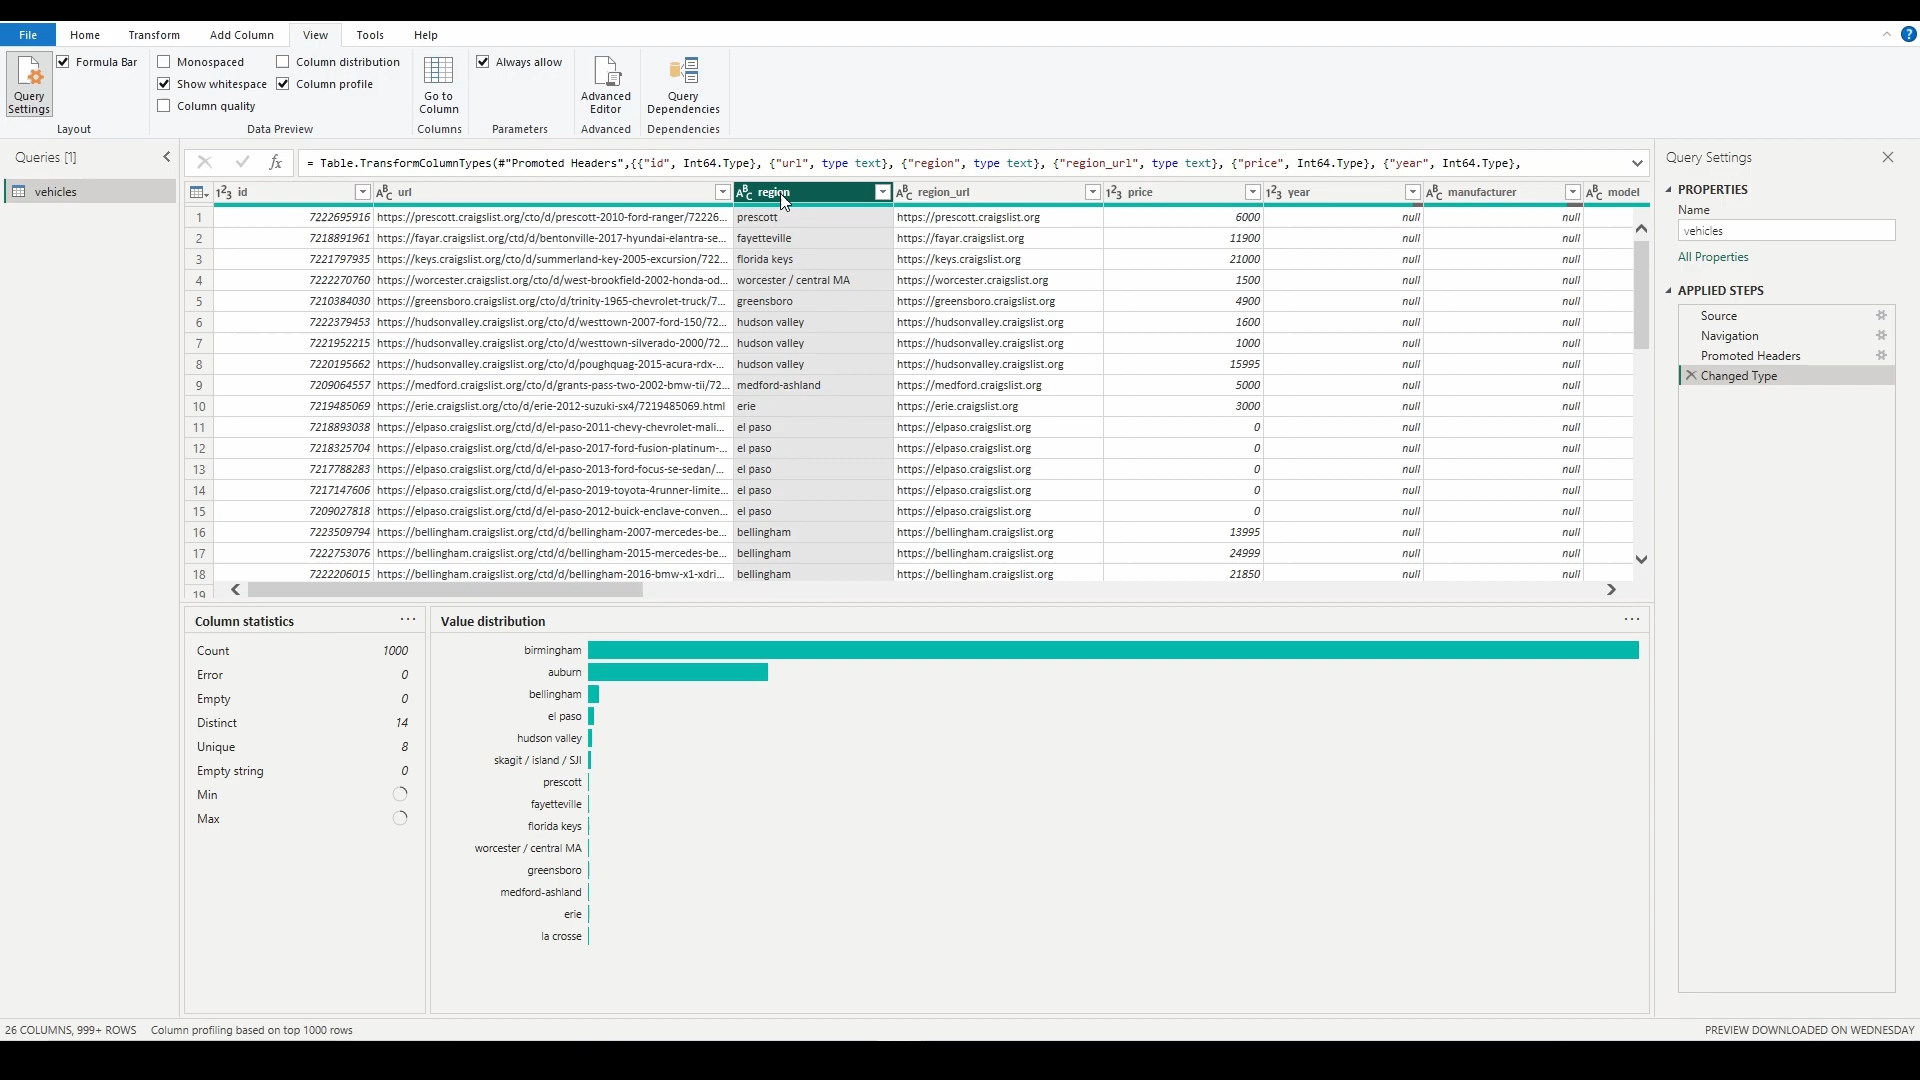 File Home Transform Add Column View Tools Help
Query Settings
Formula Bar
Layout
Monospaced
Show whitespace
Column quality
Column distribution
Column profile
Data Preview
Go to Column
Columns
Always allow
Parameters
Advanced Editor
Advanced
Query Dependencies
Dependencies
Queries [1]
vehicles
fx = Table.TransformColumnTypes(#"Promoted Headers",{{"id", Int64.Type}, {"url", type text}, {"region", type text}, {"region_url", type text}, {"price", Int64.Type}, {"year", Int64.Type},
123 id ABC url ABC region ABC region_url 123 price 123 year ABC manufacturer ABC model
1 7222695916 https://prescott.craigslist.org/cto/d/prescott-2010-ford-ranger/72226... prescott https://prescott.craigslist.org 6000 null null
2 7218891961 https://fayar.craigslist.org/ctd/d/bentonville-2017-hyundai-elantra-se... fayetteville https://fayar.craigslist.org 11900 null null
3 7221797935 https://keys.craigslist.org/cto/d/summerland-key-2005-excursion/722... florida keys https://keys.craigslist.org 21000 null null
4 7222270760 https://worcester.craigslist.org/cto/d/west-brookfield-2002-honda-od... worcester / central MA https://worcester.craigslist.org 1500 null null
5 7210384030 https://greensboro.craigslist.org/cto/d/trinity-1965-chevrolet-truck/7... greensboro https://greensboro.craigslist.org 4900 null null
6 7222379453 https://hudsonvalley.craigslist.org/cto/d/westtown-2007-ford-150/72... hudson valley https://hudsonvalley.craigslist.org 1600 null null
7 7221952215 https://hudsonvalley.craigslist.org/cto/d/westtown-silverado-2000/72... hudson valley https://hudsonvalley.craigslist.org 1000 null null
8 7220195662 https://hudsonvalley.craigslist.org/cto/d/poughquag-2015-acura-rdx-... hudson valley https://hudsonvalley.craigslist.org 15995 null null
9 7209064557 https://medford.craigslist.org/cto/d/grants-pass-two-2002-bmw-tii/72... medford-ashland https://medford.craigslist.org 5000 null null
10 7219485069 https://erie.craigslist.org/cto/d/erie-2012-suzuki-sx4/7219485069.html erie https://erie.craigslist.org 3000 null null
11 7218893038 https://elpaso.craigslist.org/ctd/d/el-paso-2011-chevy-chevrolet-mali... el paso https://elpaso.craigslist.org 0 null null
12 7218325704 https://elpaso.craigslist.org/ctd/d/el-paso-2017-ford-fusion-platinum-... el paso https://elpaso.craigslist.org 0 null null
13 7217788283 https://elpaso.craigslist.org/ctd/d/el-paso-2013-ford-focus-se-sedan/... el paso https://elpaso.craigslist.org 0 null null
14 7217147606 https://elpaso.craigslist.org/ctd/d/el-paso-2019-toyota-4runner-limite... el paso https://elpaso.craigslist.org 0 null null
15 7209027818 https://elpaso.craigslist.org/ctd/d/el-paso-2012-buick-enclave-conven... el paso https://elpaso.craigslist.org 0 null null
16 7223509794 https://bellingham.craigslist.org/ctd/d/bellingham-2007-mercedes-be... bellingham https://bellingham.craigslist.org 13995 null null
17 7222753076 https://bellingham.craigslist.org/ctd/d/bellingham-2015-mercedes-be... bellingham https://bellingham.craigslist.org 24999 null null
18 7222206015 https://bellingham.craigslist.org/ctd/d/bellingham-2016-bmw-x1-xdri... bellingham https://bellingham.craigslist.org 21850 null null
19
Column statistics
Count 1000
Error 0
Empty 0
Distinct 14
Unique 8
Empty string 0
Min
Max
Value distribution
birmingham
auburn
bellingham
el paso
hudson valley
skagit / island / SJI
prescott
fayetteville
florida keys
worcester / central MA
greensboro
medford-ashland
erie
la crosse
Query Settings
PROPERTIES
Name
vehicles
All Properties
APPLIED STEPS
Source
Navigation
Promoted Headers
Changed Type
26 COLUMNS, 999+ ROWS Column profiling based on top 1000 rows
PREVIEW DOWNLOADED ON WEDNESDAY